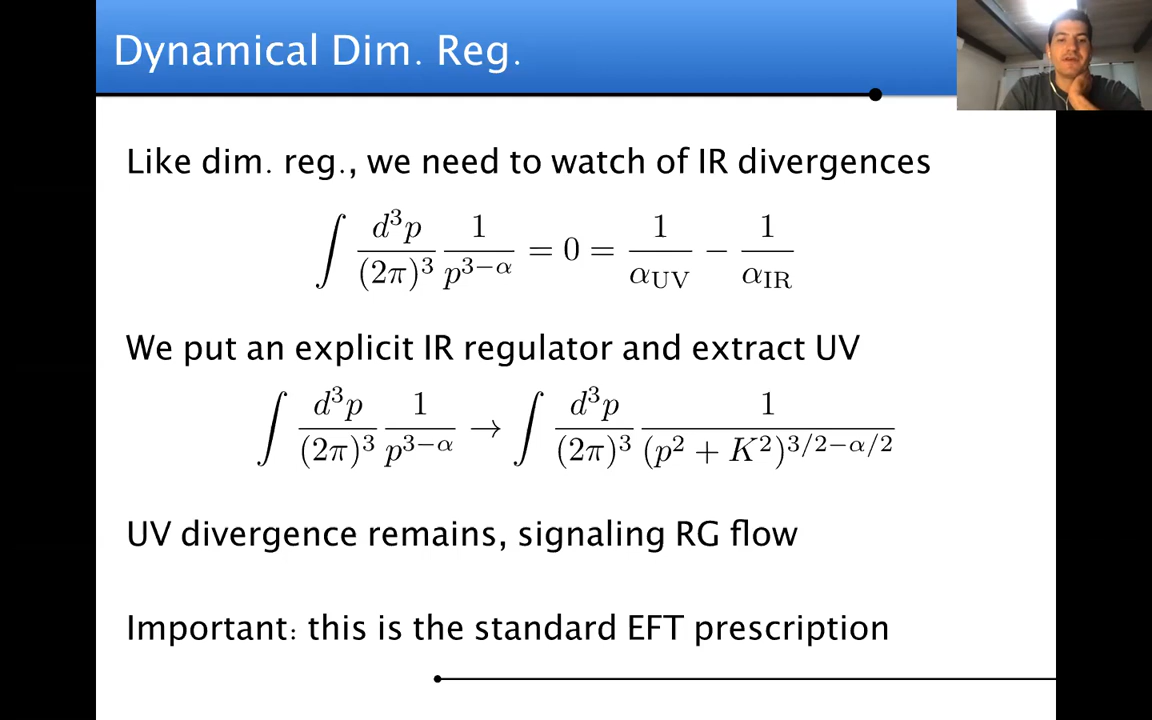 Dynamical Dim. Reg.
Like dim. reg., we need to watch of IR divergences
∫ d³p/(2π)³ 1/p^{3−α} = 0 = 1/α_UV − 1/α_IR
We put an explicit IR regulator and extract UV
∫ d³p/(2π)³ 1/p^{3−α} → ∫ d³p/(2π)³ 1/(p² + K²)^{3/2−α/2}
UV divergence remains, signaling RG flow
Important: this is the standard EFT prescription